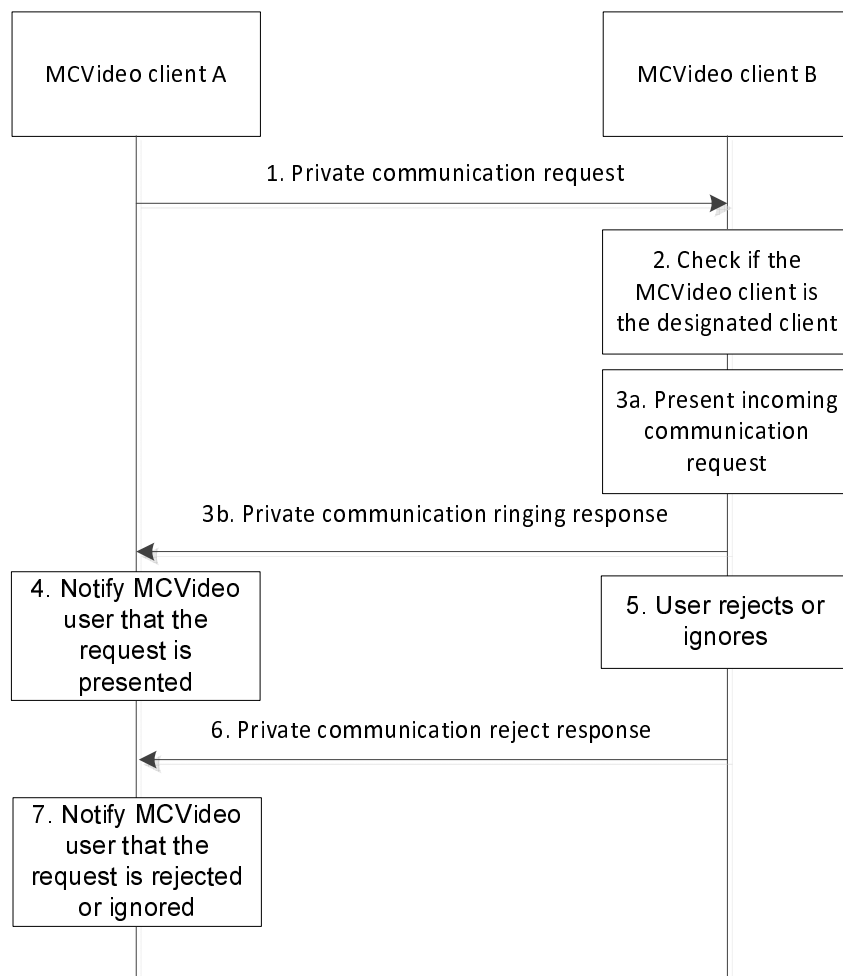 MCVideo client A
MCVideo client B
1. Private communication request
2. Check if the
MCVideo client is
the designated client
3a. Present incoming
communication
request
3b. Private communication ringing response
4. Notify MCVideo
user that the
request is
presented
5. User rejects or
ignores
6. Private communication reject response
7. Notify MCVideo
user that the
request is rejected
or ignored